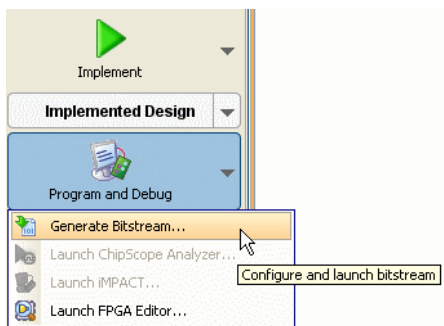 Implement
Implemented Design
Program and Debug
Generate Bitstream...
Launch ChipScope Analyzer...
Configure and launch bitstream
Launch iMPACT...
Launch FPGA Editor...